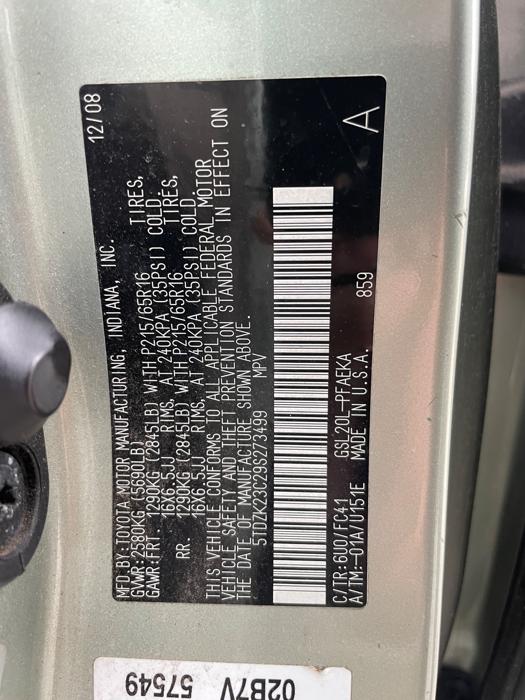 MFD.BY:TOYOTA MOTOR MANUFACTURING, INDIANA, INC. 12/08
GVWR:2580KG (5690LB)
GAWR:FRT 1290KG (2845LB) WITH P215/65R16 TIRES,
16X6.5JJ RIMS, AT 240KPA (35PSI) COLD.
RR. 1290KG (2845LB) WITH P215/65R16 TIRES,
16X6.5JJ RIMS, AT 240KPA (35PSI) COLD.
THIS VEHICLE CONFORMS TO ALL APPLICABLE FEDERAL MOTOR
VEHICLE SAFETY AND THEFT PREVENTION STANDARDS IN EFFECT ON
THE DATE OF MANUFACTURE SHOWN ABOVE.
5TDZK23C29S273499 MPV
C/TR:6U0/FC41 GSL20L-PFAEKA 859 A
A/TM:-01A/U151E MADE IN U.S.A.
02B7V
57549